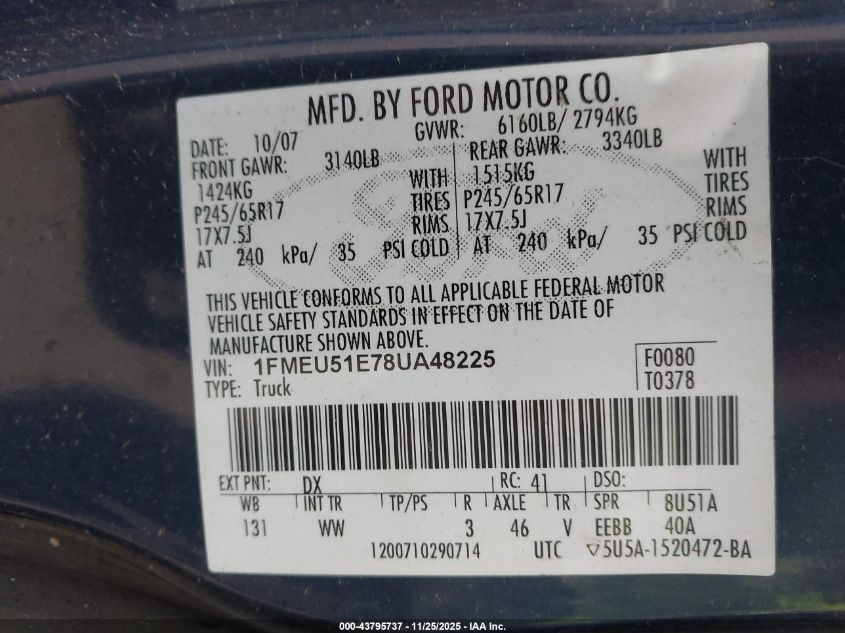 MFD. BY FORD MOTOR CO.
DATE: 10/07 GVWR: 6160LB/ 2794KG
FRONT GAWR: 3140LB REAR GAWR: 3340LB
1424KG WITH 1515KG WITH
P245/65R17 TIRES P245/65R17 TIRES
17X7.5J RIMS 17X7.5J RIMS
AT 240 kPa/ 35 PSI COLD AT 240 kPa/ 35 PSI COLD
Ford
THIS VEHICLE CONFORMS TO ALL APPLICABLE FEDERAL MOTOR
VEHICLE SAFETY STANDARDS IN EFFECT ON THE DATE OF
MANUFACTURE SHOWN ABOVE.
VIN: 1FMEU51E78UA48225 F0080
TYPE: Truck T0378
EXT PNT: DX RC: 41 DSO:
WB INT TR TP/PS R AXLE TR SPR 8U51A
131 WW 3 46 V EEBB 40A
1200710290714 UTC ▽5U5A-1520472-BA
000-43795737 - 11/25/2025 - IAA Inc.